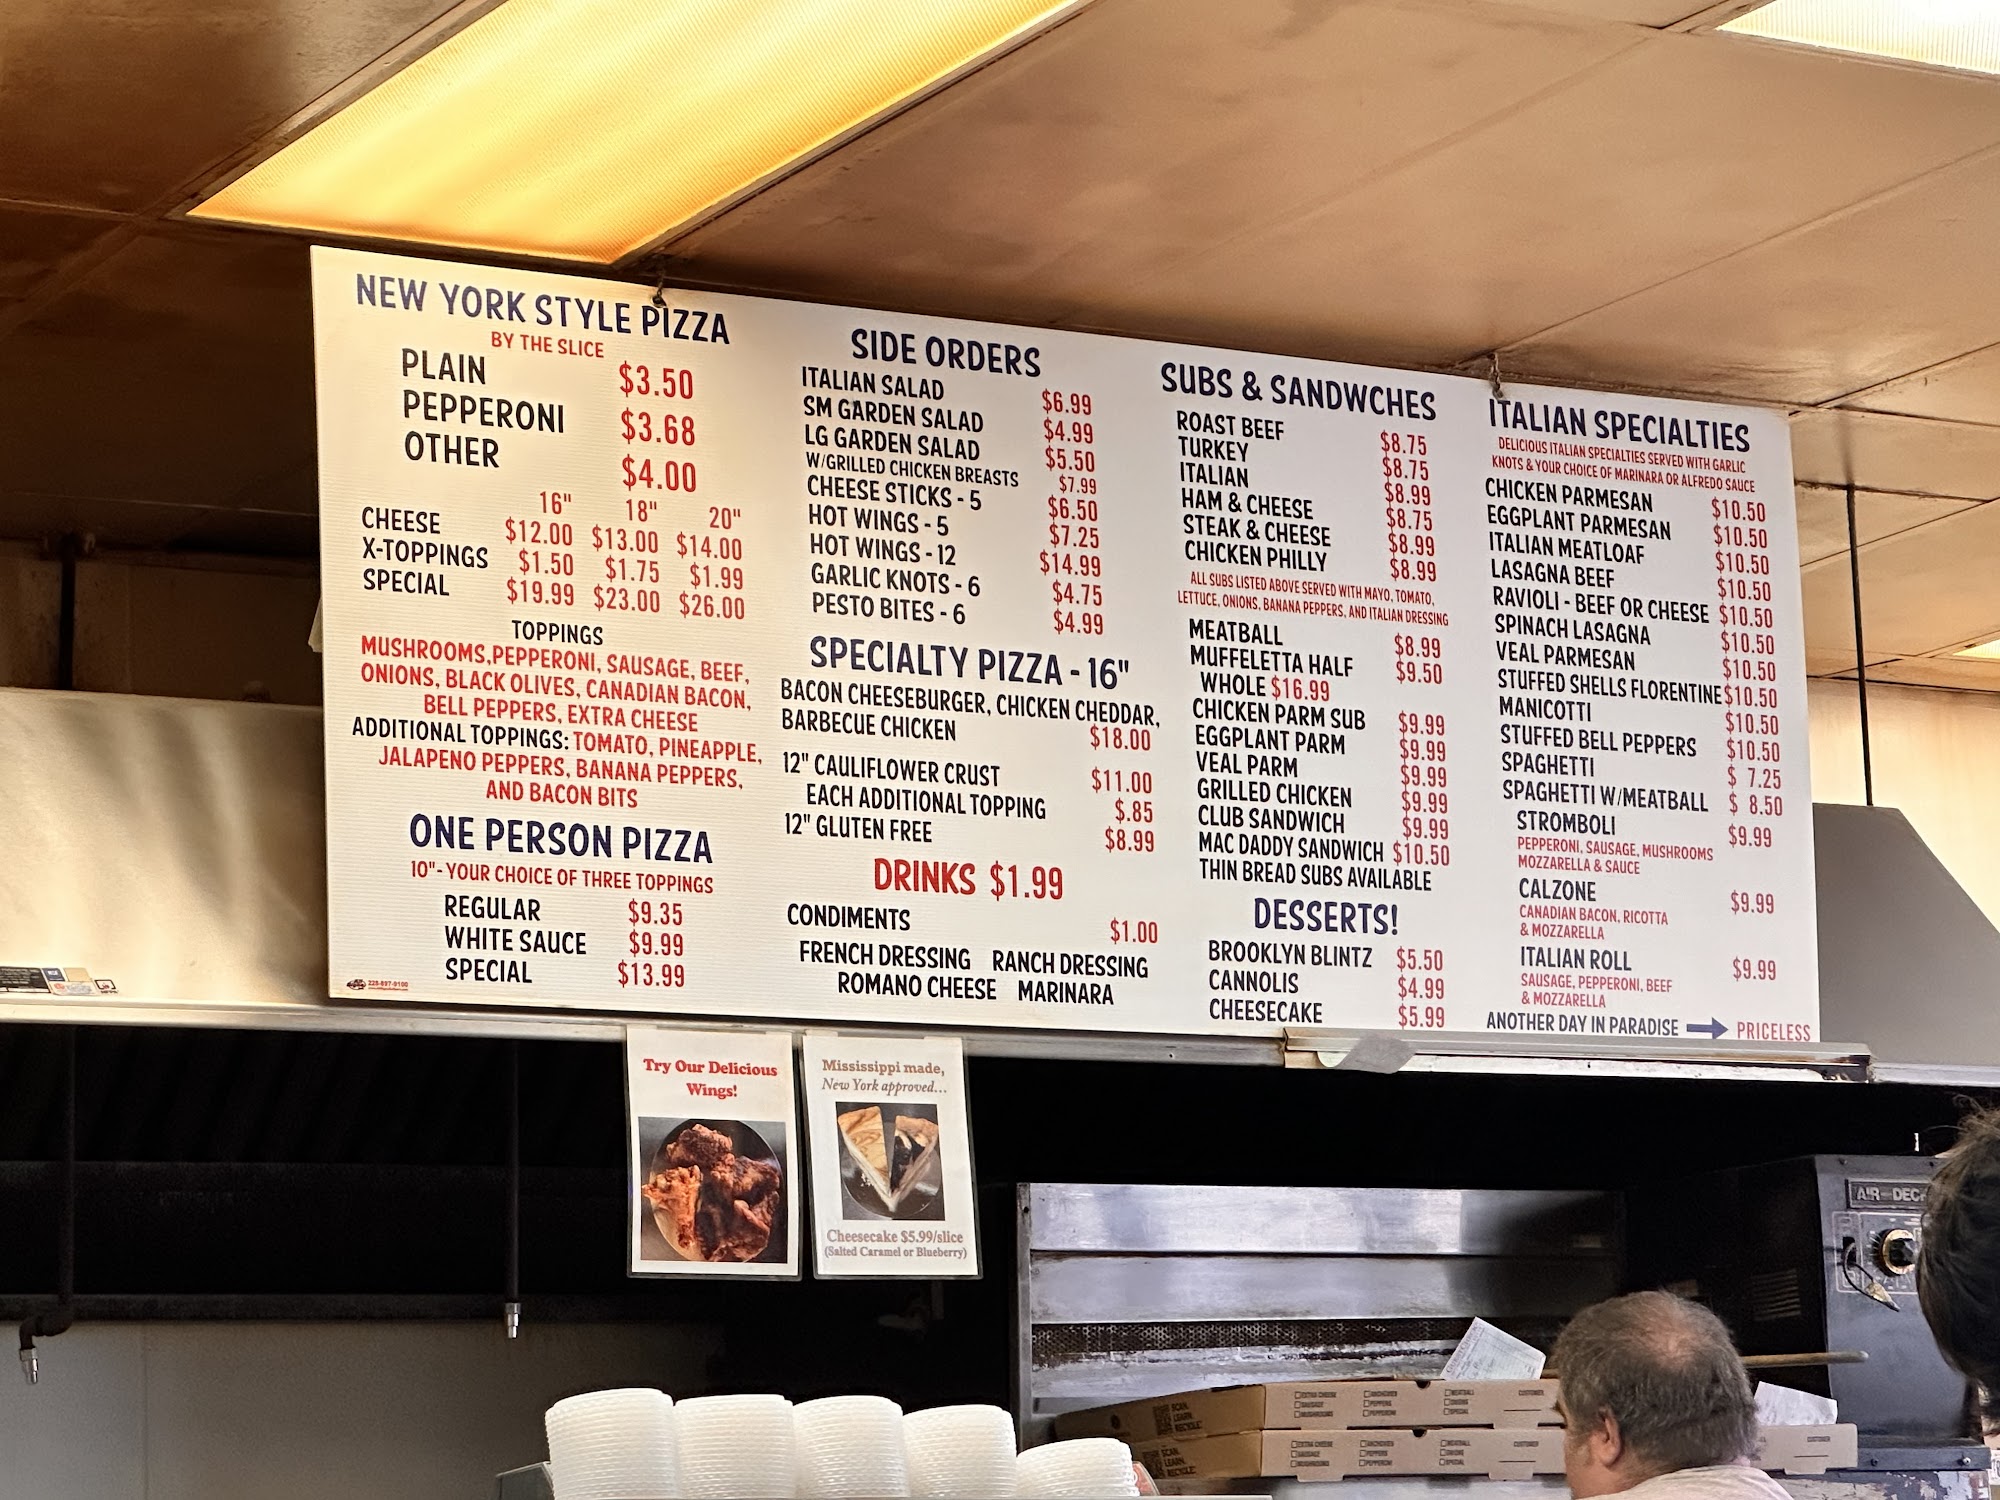 NEW YORK STYLE PIZZA
BY THE SLICE
PLAIN $3.50
PEPPERONI $3.68
OTHER $4.00
16" 18" 20"
CHEESE $12.00 $13.00 $14.00
X-TOPPINGS $1.50 $1.75 $1.99
SPECIAL $19.99 $23.00 $26.00
TOPPINGS
MUSHROOMS,PEPPERONI, SAUSAGE, BEEF,
ONIONS, BLACK OLIVES, CANADIAN BACON,
BELL PEPPERS, EXTRA CHEESE
ADDITIONAL TOPPINGS: TOMATO, PINEAPPLE,
JALAPENO PEPPERS, BANANA PEPPERS,
AND BACON BITS
ONE PERSON PIZZA
10"- YOUR CHOICE OF THREE TOPPINGS
REGULAR $9.35
WHITE SAUCE $9.99
SPECIAL $13.99
228-897-9100
SIDE ORDERS
ITALIAN SALAD $6.99
SM GARDEN SALAD $4.99
LG GARDEN SALAD $5.50
W/GRILLED CHICKEN BREASTS $7.99
CHEESE STICKS - 5 $6.50
HOT WINGS - 5 $7.25
HOT WINGS - 12 $14.99
GARLIC KNOTS - 6 $4.75
PESTO BITES - 6 $4.99
SPECIALTY PIZZA - 16"
BACON CHEESEBURGER, CHICKEN CHEDDAR,
BARBECUE CHICKEN $18.00
12" CAULIFLOWER CRUST $11.00
EACH ADDITIONAL TOPPING $.85
12" GLUTEN FREE $8.99
DRINKS $1.99
CONDIMENTS $1.00
FRENCH DRESSING RANCH DRESSING
ROMANO CHEESE MARINARA
SUBS & SANDWCHES
ROAST BEEF $8.75
TURKEY $8.75
ITALIAN $8.99
HAM & CHEESE $8.75
STEAK & CHEESE $8.99
CHICKEN PHILLY $8.99
ALL SUBS LISTED ABOVE SERVED WITH MAYO, TOMATO,
LETTUCE, ONIONS, BANANA PEPPERS, AND ITALIAN DRESSING
MEATBALL $8.99
MUFFELETTA HALF $9.50
WHOLE $16.99
CHICKEN PARM SUB $9.99
EGGPLANT PARM $9.99
VEAL PARM $9.99
GRILLED CHICKEN $9.99
CLUB SANDWICH $9.99
MAC DADDY SANDWICH $10.50
THIN BREAD SUBS AVAILABLE
DESSERTS!
BROOKLYN BLINTZ $5.50
CANNOLIS $4.99
CHEESECAKE $5.99
ITALIAN SPECIALTIES
DELICIOUS ITALIAN SPECIALTIES SERVED WITH GARLIC
KNOTS & YOUR CHOICE OF MARINARA OR ALFREDO SAUCE
CHICKEN PARMESAN $10.50
EGGPLANT PARMESAN $10.50
ITALIAN MEATLOAF $10.50
LASAGNA BEEF $10.50
RAVIOLI - BEEF OR CHEESE $10.50
SPINACH LASAGNA $10.50
VEAL PARMESAN $10.50
STUFFED SHELLS FLORENTINE $10.50
MANICOTTI $10.50
STUFFED BELL PEPPERS $10.50
SPAGHETTI $ 7.25
SPAGHETTI W/MEATBALL $ 8.50
STROMBOLI $9.99
PEPPERONI, SAUSAGE, MUSHROOMS
MOZZARELLA & SAUCE
CALZONE $9.99
CANADIAN BACON, RICOTTA
& MOZZARELLA
ITALIAN ROLL $9.99
SAUSAGE, PEPPERONI, BEEF
& MOZZARELLA
ANOTHER DAY IN PARADISE → PRICELESS
Try Our Delicious
Wings!
Mississippi made,
New York approved...
Cheesecake $5.99/slice
(Salted Caramel or Blueberry)
SCAN.
LEARN.
RECYCLE.